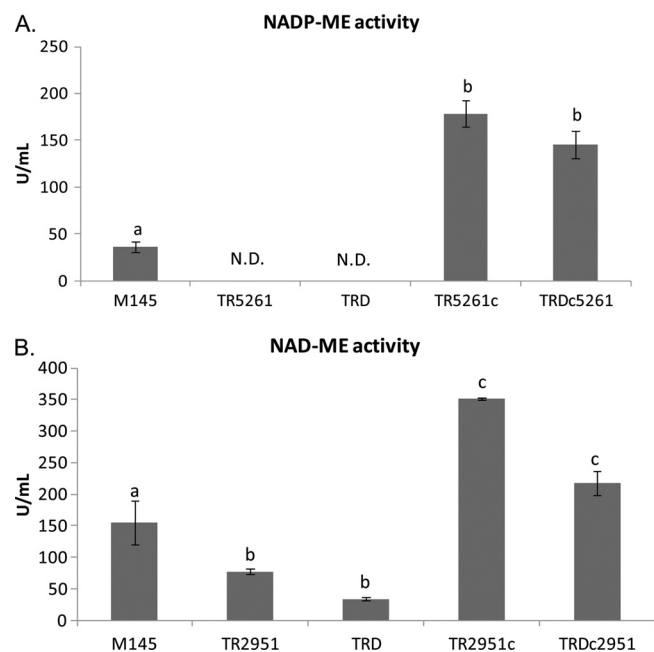 A.
NADP-ME activity
250
200
150
100
50
0
U/mL
a
N.D.
N.D.
b
b
M145 TR5261 TRD TR5261c TRDc5261
B.
NAD-ME activity
400
350
300
250
200
150
100
50
0
U/mL
a
b
b
c
c
M145 TR2951 TRD TR2951c TRDc2951